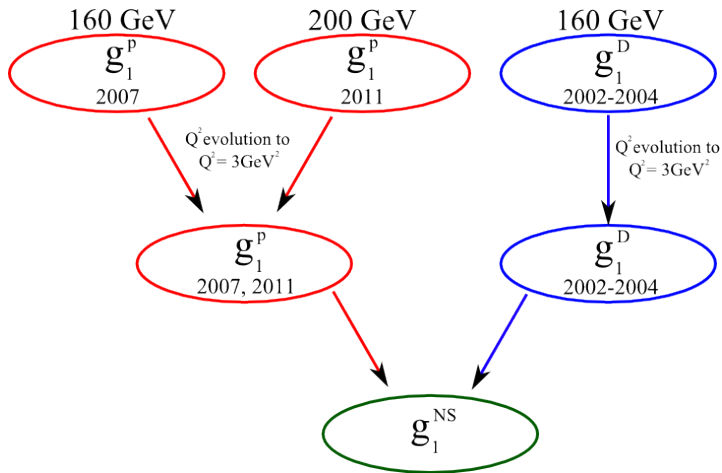 160 GeV
200 GeV
160 GeV
g₁ᵖ
2007
g₁ᵖ
2011
g₁ᴰ
2002-2004
Q² evolution to
Q² = 3GeV²
Q² evolution to
Q² = 3GeV²
g₁ᵖ
2007, 2011
g₁ᴰ
2002-2004
g₁ᴺˢ